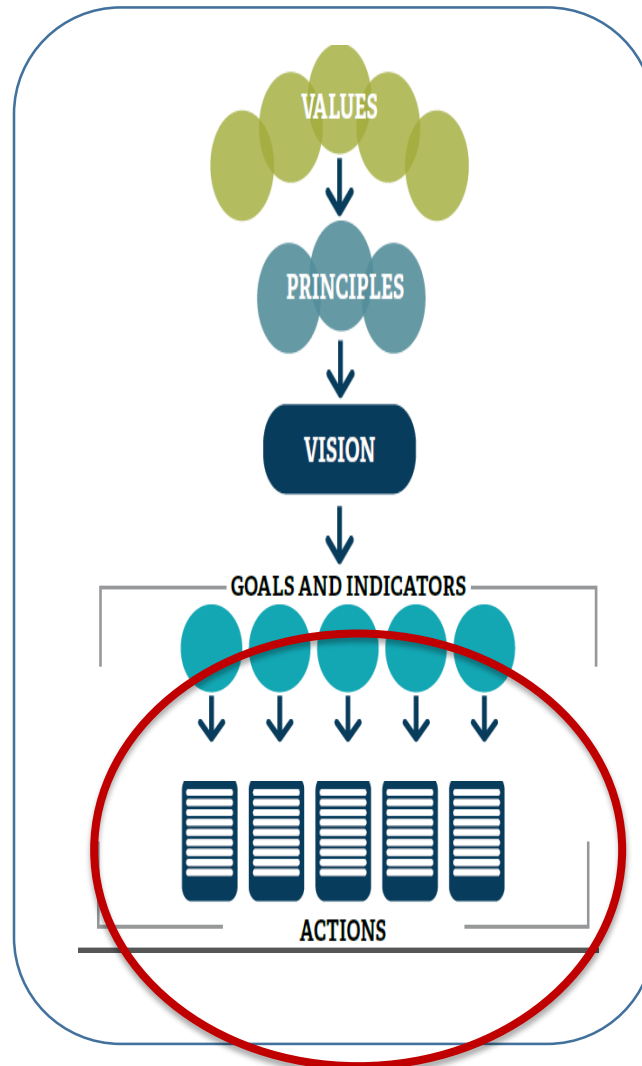 VALUES
PRINCIPLES
VISION
GOALS AND INDICATORS
ACTIONS